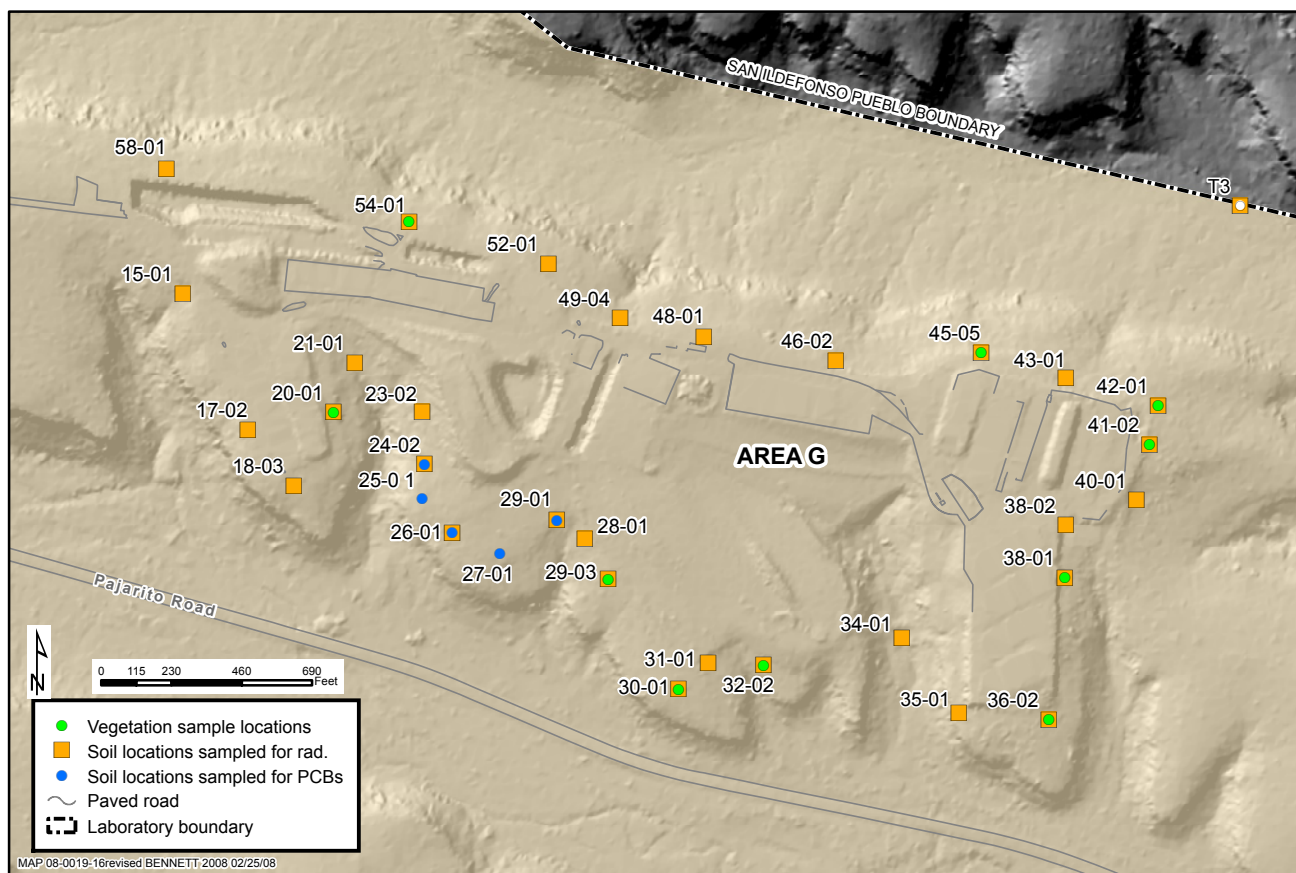 SAN ILDEFONSO PUEBLO BOUNDARY
58-01
T3
54-01
52-01
15-01
49-04
48-01
46-02
45-05
43-01
42-01
21-01
20-01
23-02
17-02
41-02
24-02
AREA G
18-03
25-0 1
40-01
29-01
38-02
26-01
28-01
27-01
29-03
38-01
Pajarito Road
34-01
31-01
30-01
32-02
35-01
36-02
N
0 115 230 460 690
Feet
Vegetation sample locations
Soil locations sampled for rad.
Soil locations sampled for PCBs
Paved road
Laboratory boundary
MAP 08-0019-16revised BENNETT 2008 02/25/08